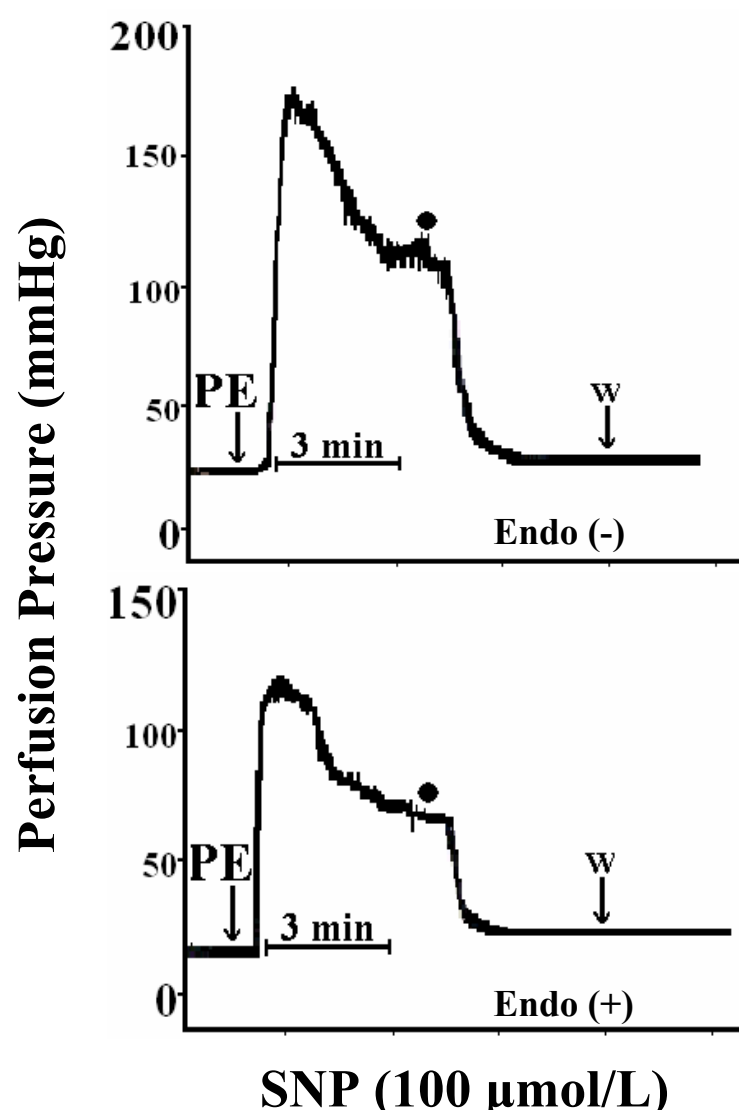 Perfusion Pressure (mmHg)
200
150
100
50
0
PE
3 min
w
Endo (-)
150
100
50
0
PE
3 min
w
Endo (+)
SNP (100 µmol/L)